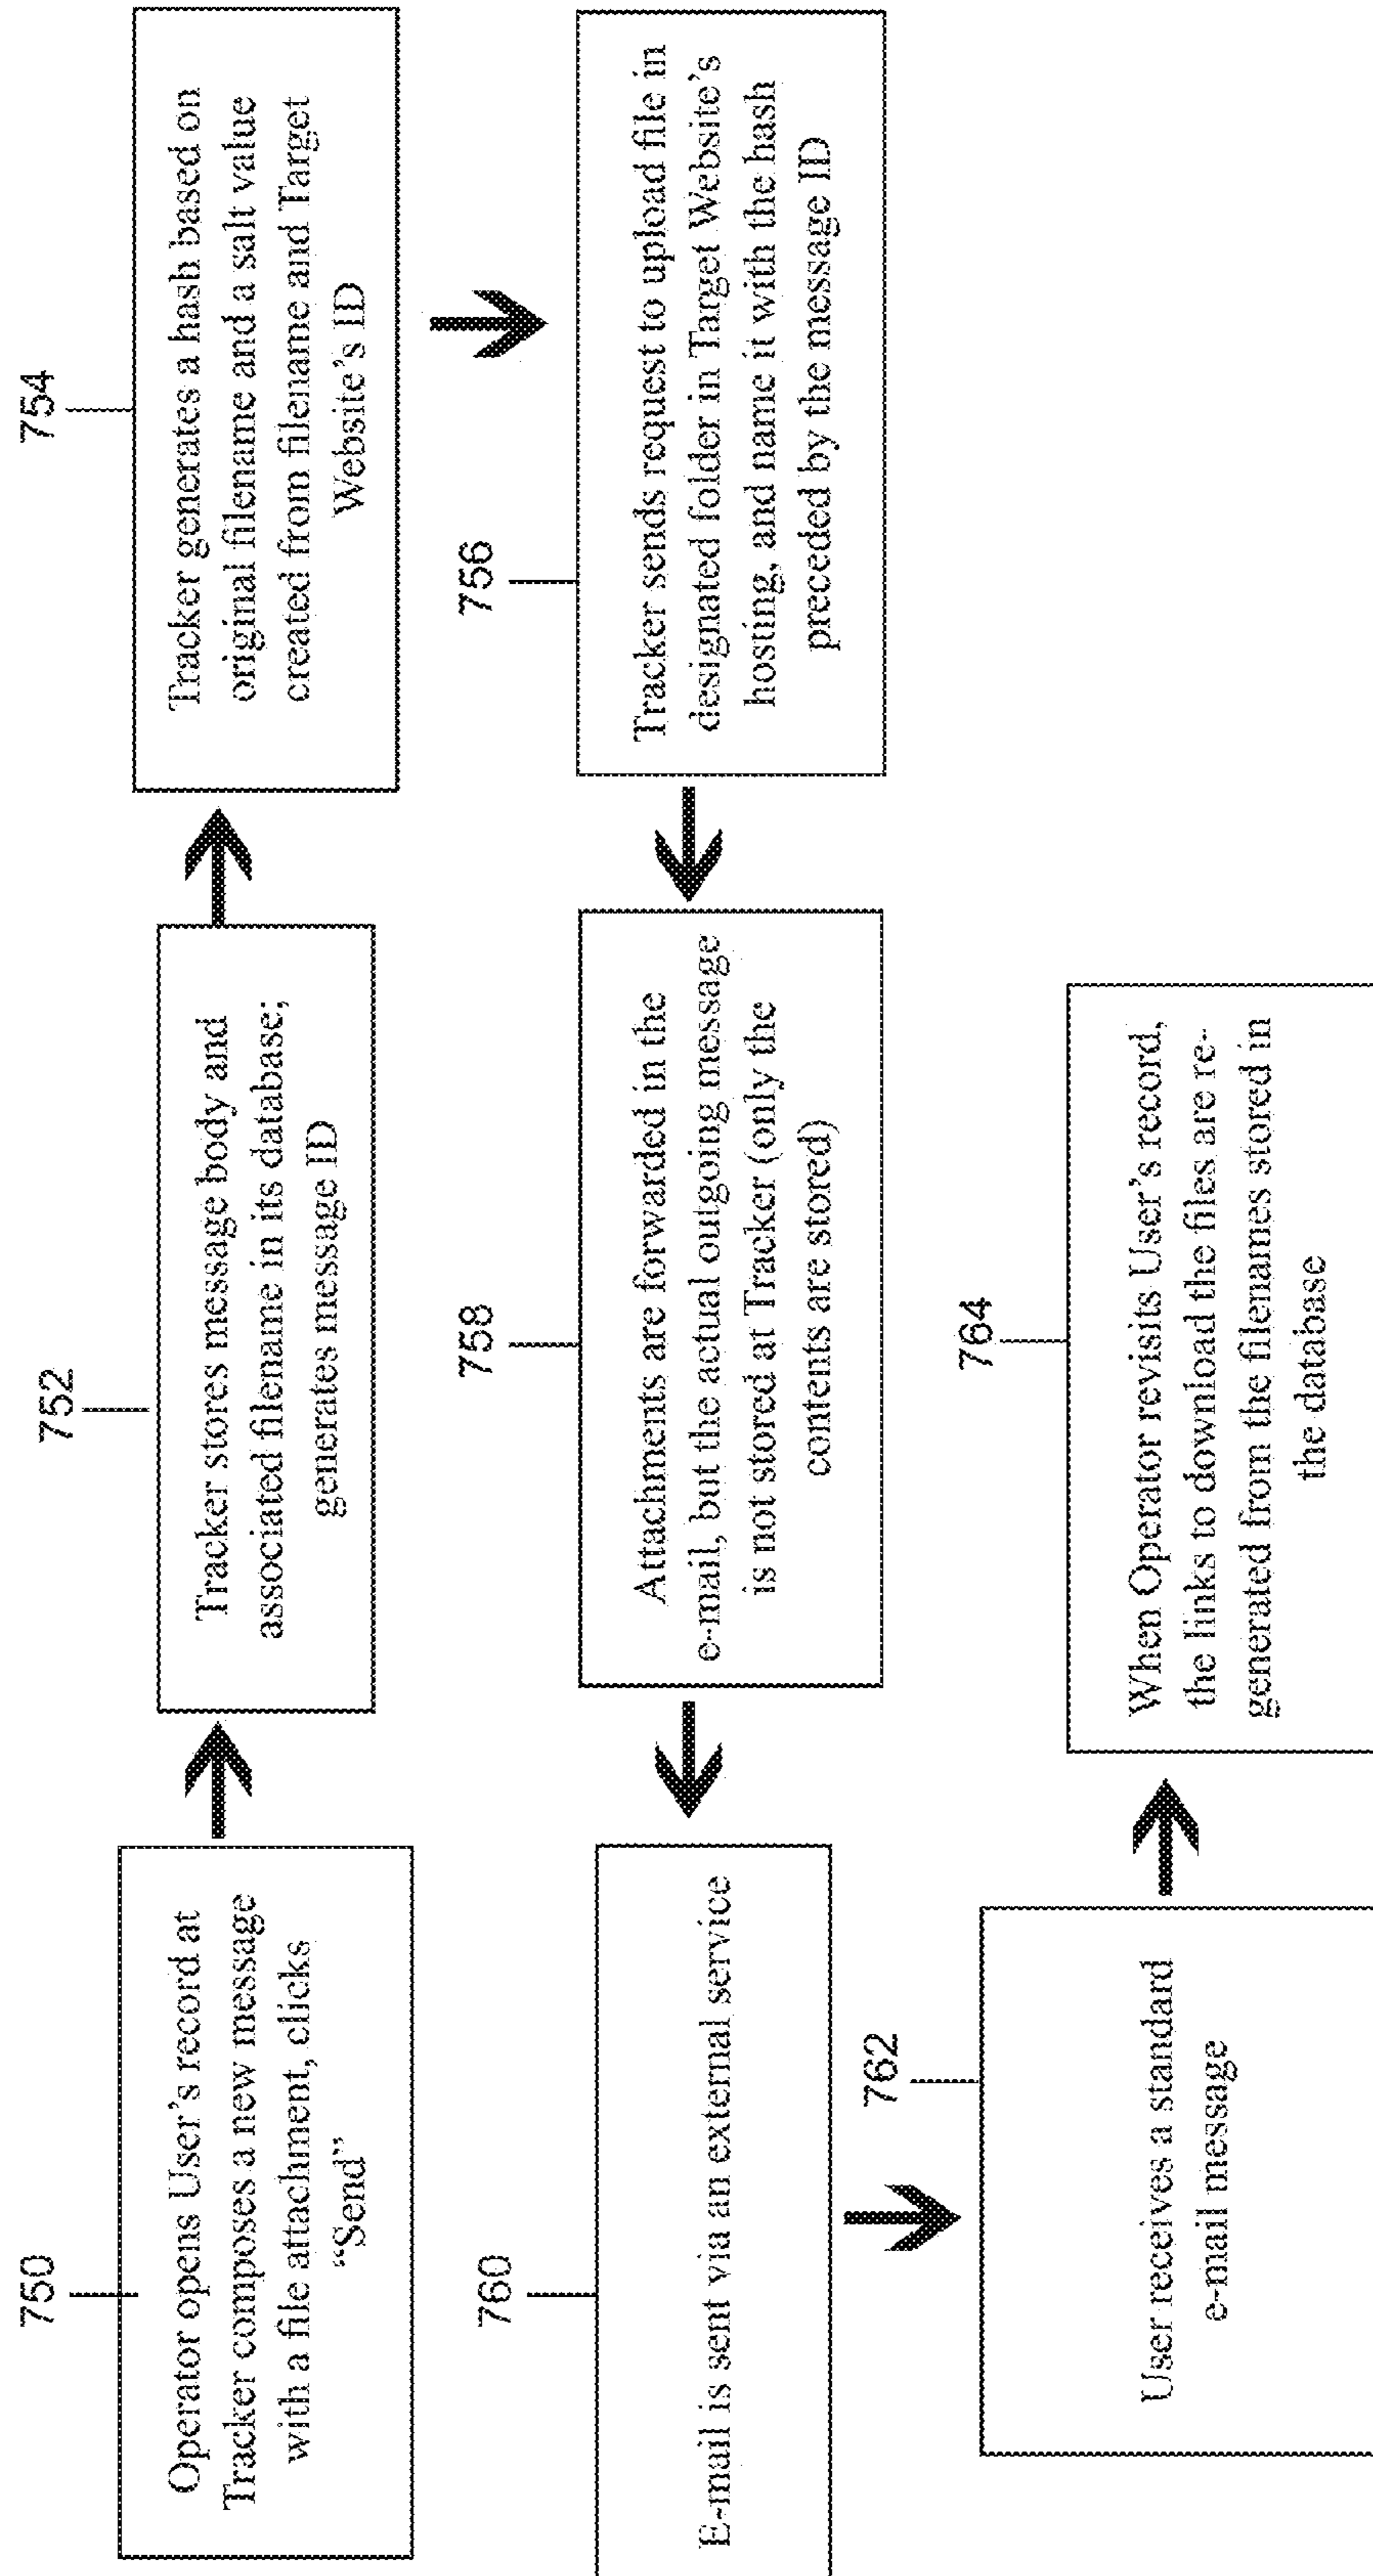 750
Operator opens User's record at
Tracker composes a new message
with a file attachment, clicks
“Send”
752
Tracker stores message body and
associated filename in its database;
generates message ID
754
Tracker generates a hash based on
original filename and a salt value
created from filename and Target
Website's ID
756
Tracker sends request to upload file in
designated folder in Target Website's
hosting, and name it with the hash
preceded by the message ID
758
Attachments are forwarded in the
e-mail, but the actual outgoing message
is not stored at Tracker (only the
contents are stored)
760
E-mail is sent via an external service
762
User receives a standard
e-mail message
764
When Operator revisits User's record,
the links to download the files are re-
generated from the filenames stored in
the database